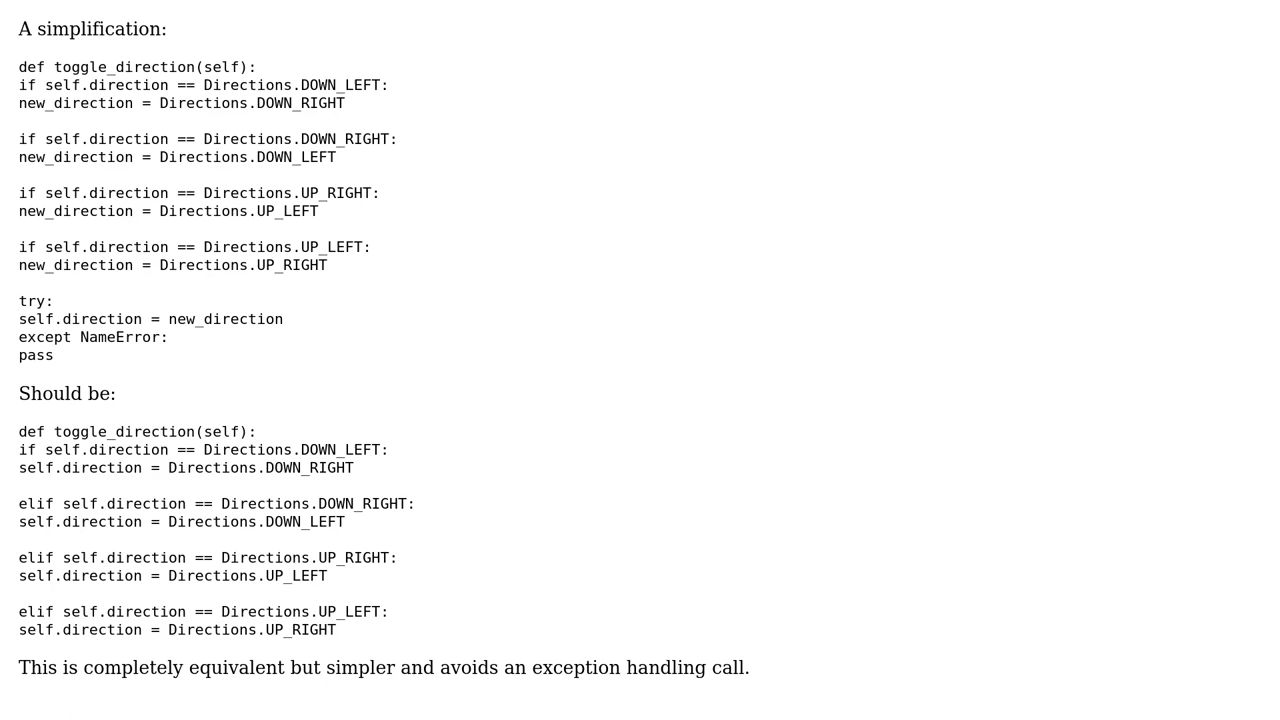 A simplification:
def toggle_direction(self):
if self.direction == Directions.DOWN_LEFT:
new_direction = Directions.DOWN_RIGHT
if self.direction == Directions.DOWN_RIGHT:
new_direction = Directions.DOWN_LEFT
if self.direction == Directions.UP_RIGHT:
new_direction = Directions.UP_LEFT
if self.direction == Directions.UP_LEFT:
new_direction = Directions.UP_RIGHT
try:
self.direction = new_direction
except NameError:
pass
Should be:
def toggle_direction(self):
if self.direction == Directions.DOWN_LEFT:
self.direction = Directions.DOWN_RIGHT
elif self.direction == Directions.DOWN_RIGHT:
self.direction = Directions.DOWN_LEFT
elif self.direction == Directions.UP_RIGHT:
self.direction = Directions.UP_LEFT
elif self.direction == Directions.UP_LEFT:
self.direction = Directions.UP_RIGHT
This is completely equivalent but simpler and avoids an exception handling call.